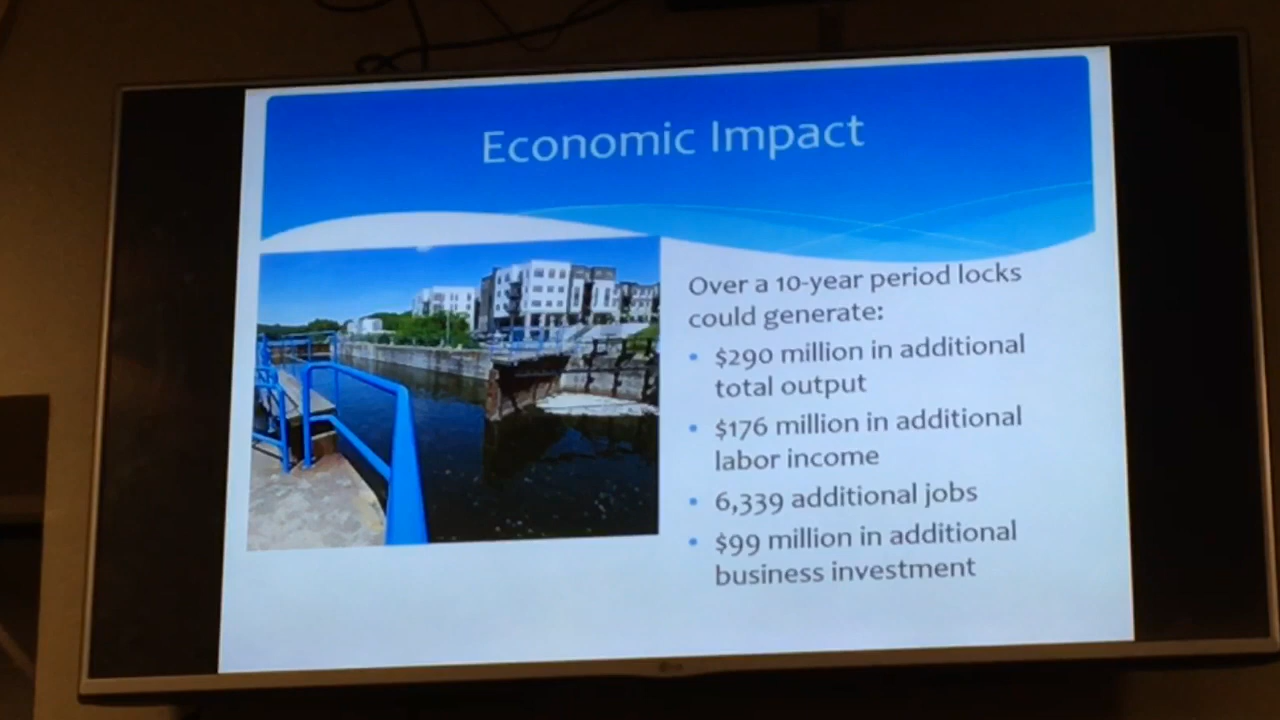 Economic Impact
Over a 10-year period locks
could generate:
• $290 million in additional
total output
• $176 million in additional
labor income
• 6,339 additional jobs
• $99 million in additional
business investment
LG